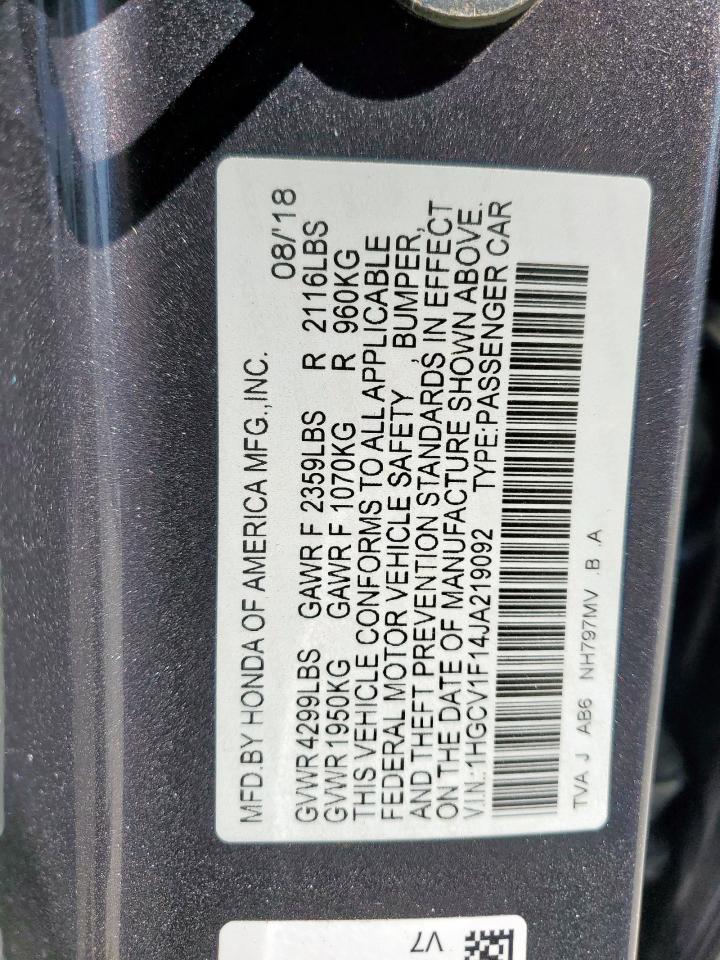 MFD.BY HONDA OF AMERICA MFG.,INC. 08/'18
GVWR4299LBS GAWR F 2359LBS R 2116LBS
GVWR1950KG GAWR F 1070KG R 960KG
THIS VEHICLE CONFORMS TO ALL APPLICABLE
FEDERAL MOTOR VEHICLE SAFETY , BUMPER,
AND THEFT PREVENTION STANDARDS IN EFFECT
ON THE DATE OF MANUFACTURE SHOWN ABOVE.
V.I.N.:1HGCV1F14JA219092 TYPE:PASSENGER CAR
TVA J AB6 NH797MV .B .A
V7